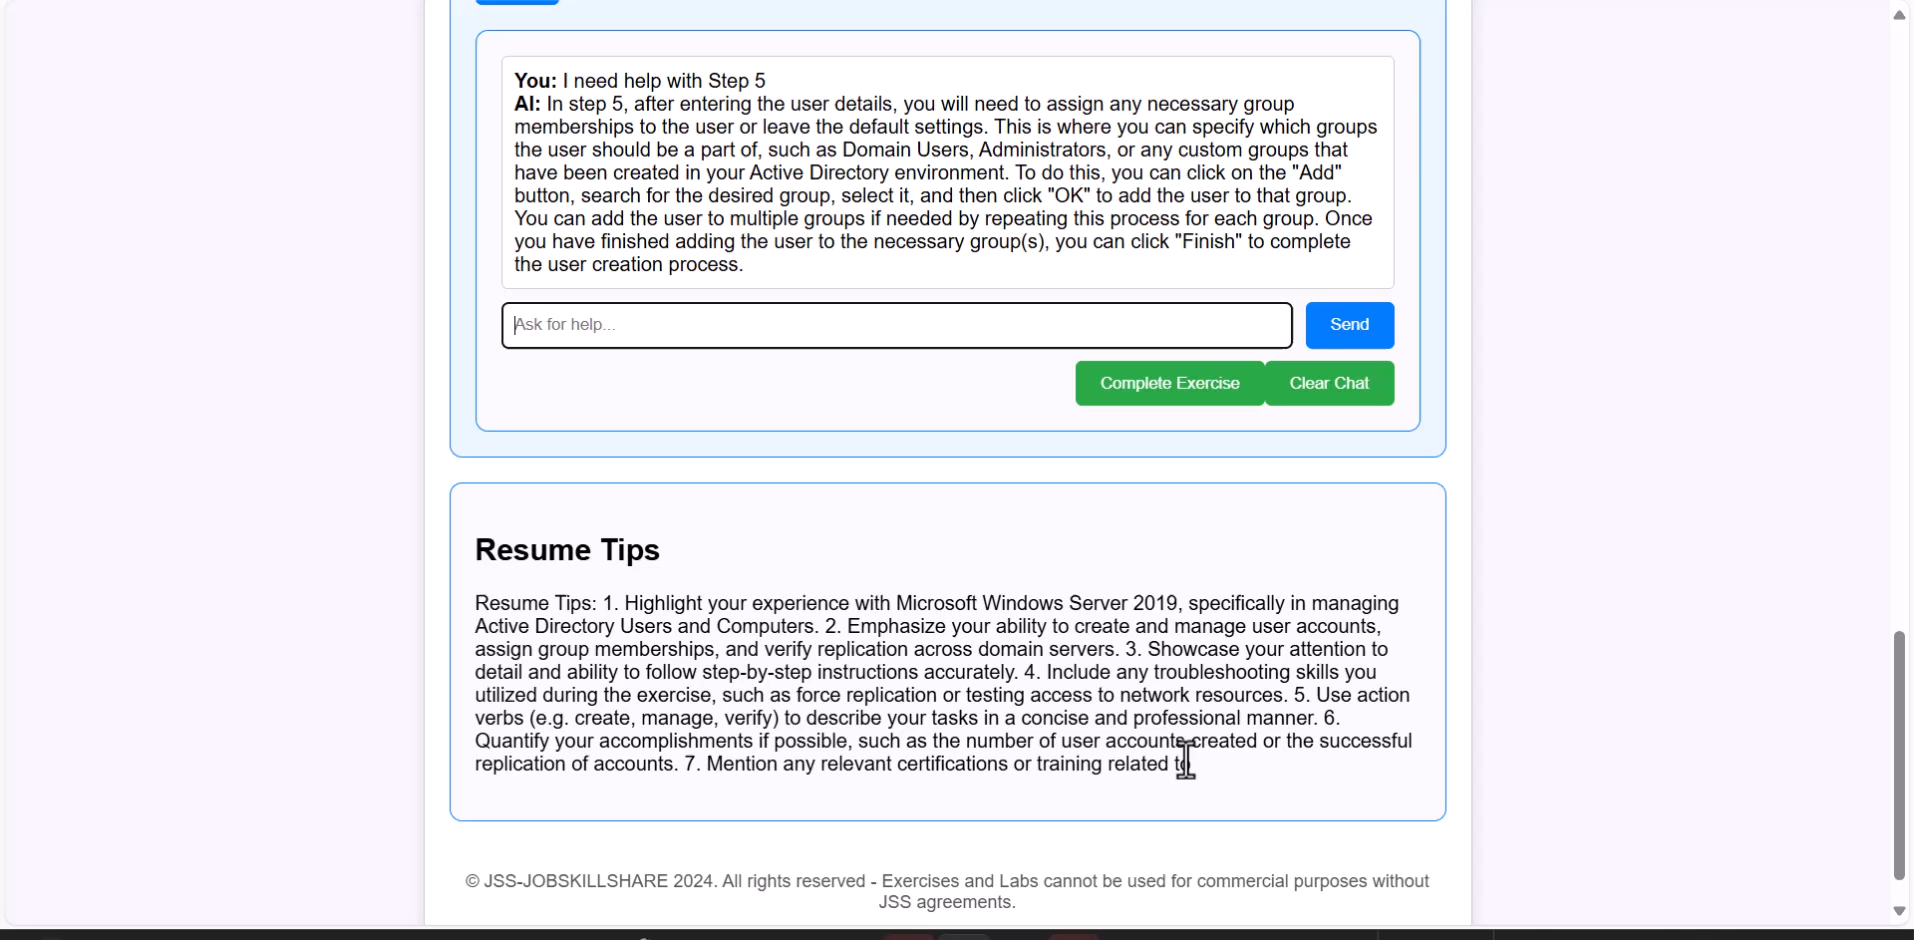 You: I need help with Step 5
AI: In step 5, after entering the user details, you will need to assign any necessary group
memberships to the user or leave the default settings. This is where you can specify which groups
the user should be a part of, such as Domain Users, Administrators, or any custom groups that
have been created in your Active Directory environment. To do this, you can click on the "Add"
button, search for the desired group, select it, and then click "OK" to add the user to that group.
You can add the user to multiple groups if needed by repeating this process for each group. Once
you have finished adding the user to the necessary group(s), you can click "Finish" to complete
the user creation process.
Ask for help...
Send
Complete Exercise
Clear Chat
Resume Tips
Resume Tips: 1. Highlight your experience with Microsoft Windows Server 2019, specifically in managing
Active Directory Users and Computers. 2. Emphasize your ability to create and manage user accounts,
assign group memberships, and verify replication across domain servers. 3. Showcase your attention to
detail and ability to follow step-by-step instructions accurately. 4. Include any troubleshooting skills you
utilized during the exercise, such as force replication or testing access to network resources. 5. Use action
verbs (e.g. create, manage, verify) to describe your tasks in a concise and professional manner. 6.
Quantify your accomplishments if possible, such as the number of user accounts created or the successful
replication of accounts. 7. Mention any relevant certifications or training related to
© JSS-JOBSKILLSHARE 2024. All rights reserved - Exercises and Labs cannot be used for commercial purposes without
JSS agreements.